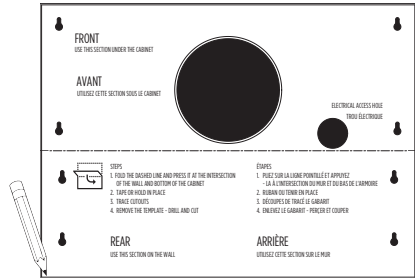 FRONT
USE THIS SECTION UNDER THE CABINET
AVANT
UTILISEZ CETTE SECTION SOUS LE CABINET
ELECTRICAL ACCESS HOLE
TROU ÉLECTRIQUE
STEPS
1. FOLD THE DASHED LINE AND PRESS IT AT THE INTERSECTION
OF THE WALL AND BOTTOM OF THE CABINET
2. TAPE OR HOLD IN PLACE
3. TRACE CUTOUTS
4. REMOVE THE TEMPLATE - DRILL AND CUT
ÉTAPES
1. PLIEZ SUR LA LIGNE POINTILLÉ ET APPUYEZ
- LA À L'INTERSECTION DU MUR ET DU BAS DE L'ARMOIRE
2. RUBAN OU TENIR EN PLACE
3. DÉCOUPES DE TRACÉ LE GABARIT
4. ENLEVEZ LE GABARIT - PERÇER ET COUPER
REAR
USE THIS SECTION ON THE WALL
ARRIÈRE
UTILISEZ CETTE SECTION SUR LE MUR